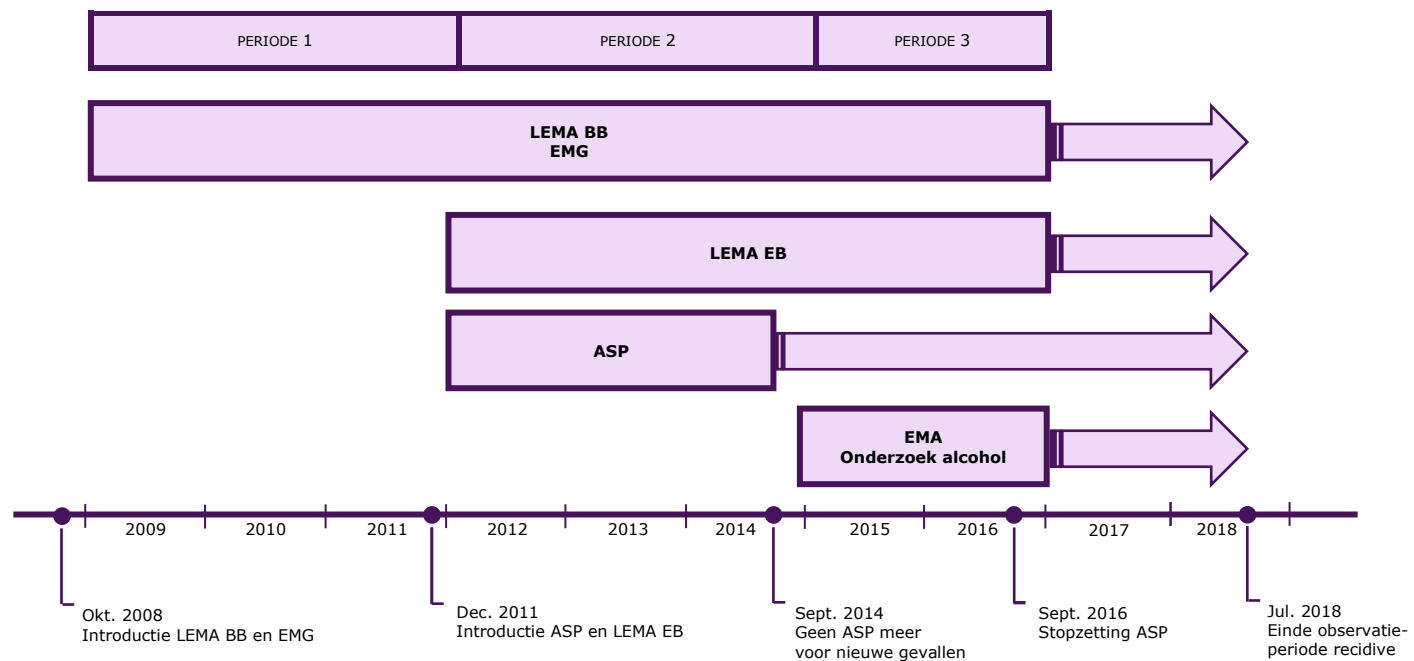 PERIODE 1
PERIODE 2
PERIODE 3
LEMA BB
EMG
LEMA EB
ASP
EMA
Onderzoek alcohol
2009
2010
2011
2012
2013
2014
2015
2016
2017
2018
Okt. 2008
Introductie LEMA BB en EMG
Dec. 2011
Introductie ASP en LEMA EB
Sept. 2014
Geen ASP meer
voor nieuwe gevallen
Sept. 2016
Stopzetting ASP
Jul. 2018
Einde observatie-
periode recidive